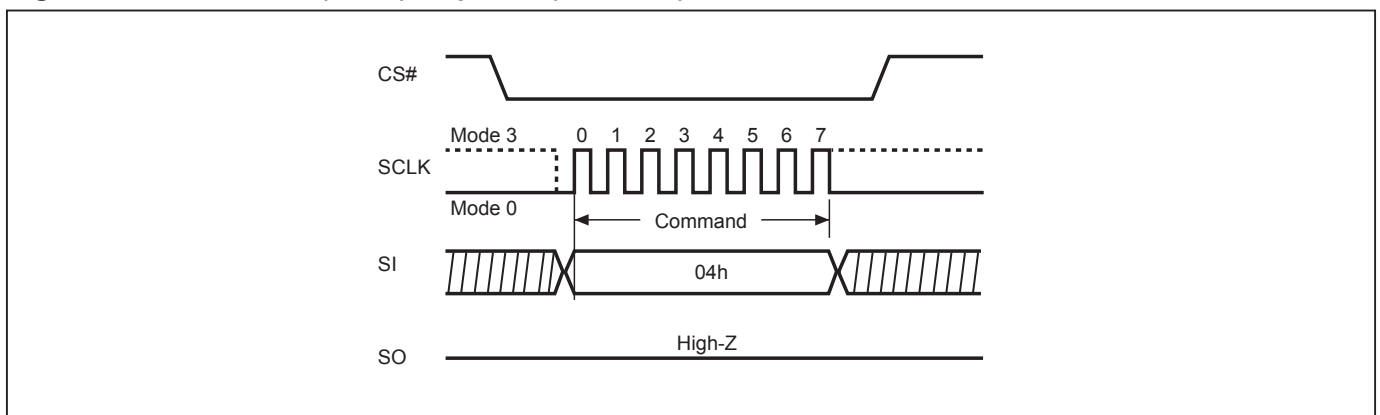 CS#
Mode 3
0 1 2 3 4 5 6 7
SCLK
Mode 0
Command
SI
04h
High-Z
SO